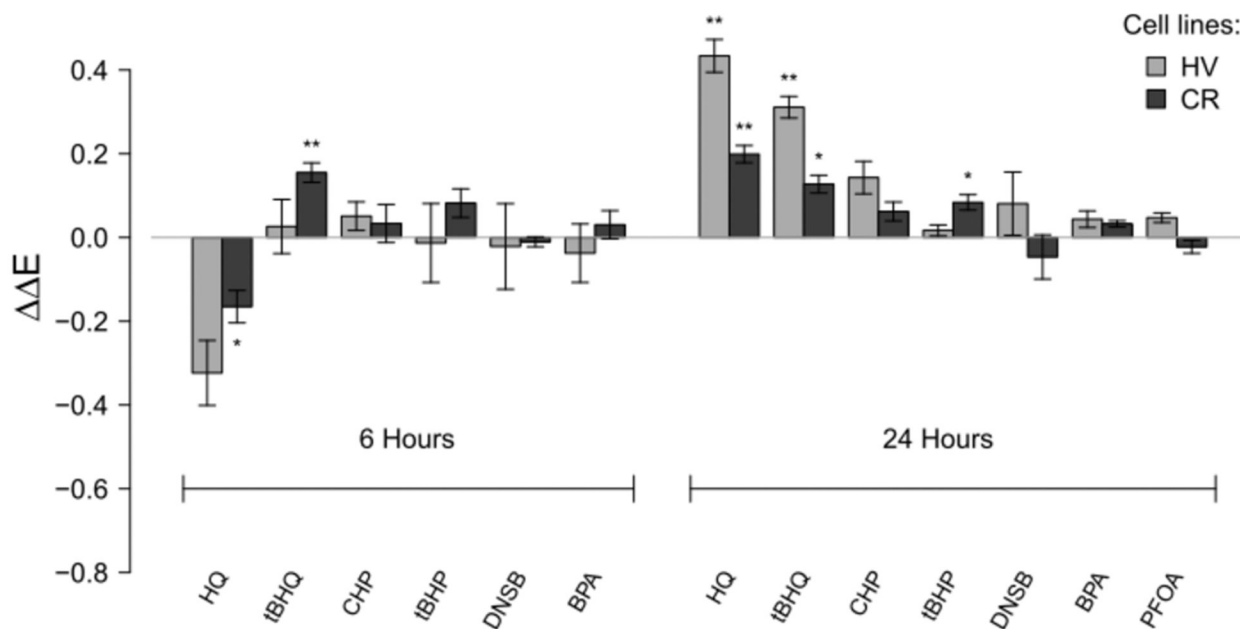 Cell lines:
HV
CR
ΔΔE
0.4
0.2
0.0
−0.2
−0.4
−0.6
−0.8
**
**
**
**
*
*
*
6 Hours
24 Hours
HQ
tBHQ
CHP
tBHP
DNSB
BPA
HQ
tBHQ
CHP
tBHP
DNSB
BPA
PFOA